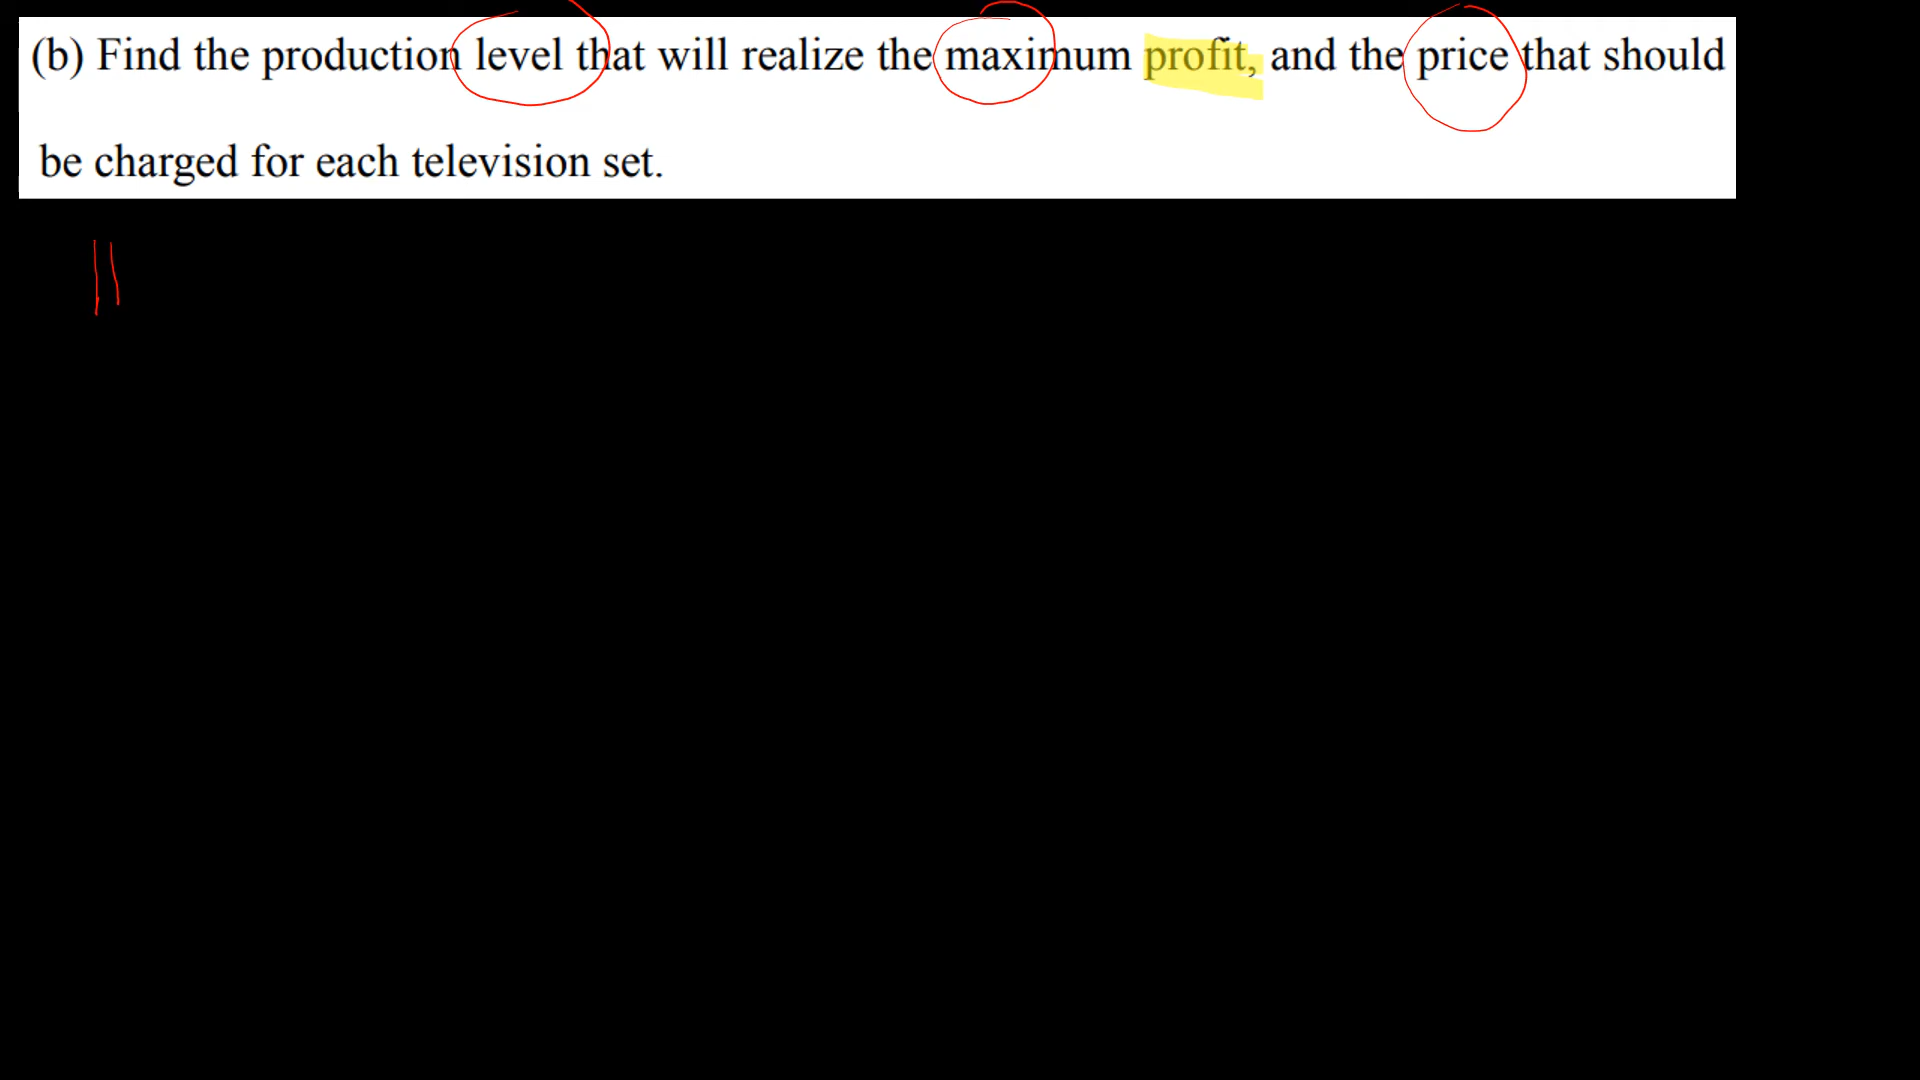 (b) Find the production level that will realize the maximum profit, and the price that should
be charged for each television set.